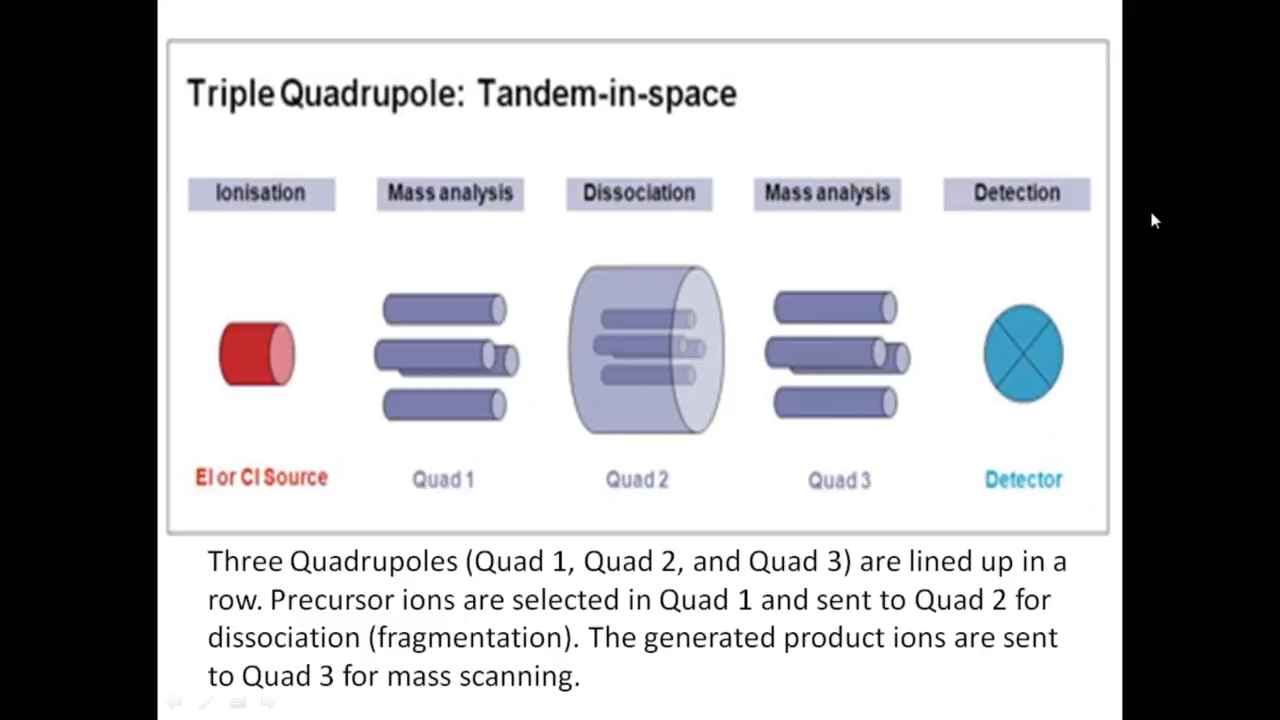 Triple Quadrupole: Tandem-in-space
Ionisation
Mass analysis
Dissociation
Mass analysis
Detection
EI or CI Source
Quad 1
Quad 2
Quad 3
Detector
Three Quadrupoles (Quad 1, Quad 2, and Quad 3) are lined up in a
row. Precursor ions are selected in Quad 1 and sent to Quad 2 for
dissociation (fragmentation). The generated product ions are sent
to Quad 3 for mass scanning.